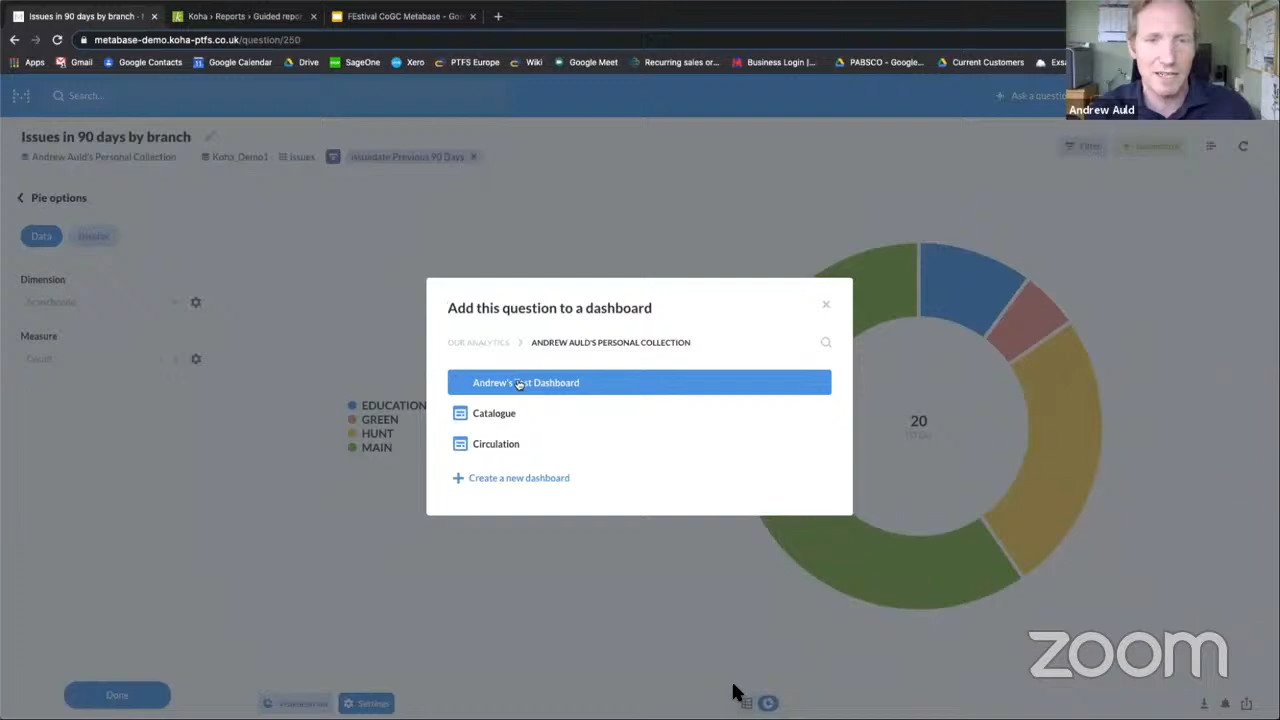 Issues in 90 days by branch ·
Koha › Reports › Guided repor
FEstival CoGC Metabase - Goo
metabase-demo.koha-ptfs.co.uk/question/250
Apps
Gmail
Google Contacts
Google Calendar
Drive
SageOne
Xero
PTFS Europe
Wiki
Google Meet
Recurring sales or...
Business Login |...
PABSCO - Google...
Current Customers
Exsa
Search...
Ask a questio
Andrew Auld
Issues in 90 days by branch
Andrew Auld's Personal Collection
Koha_Demo1
Issues
Issuedate Previous 90 Days
Filter
Summarize
Pie options
Data
Display
Dimension
Branchcode
Measure
Count
EDUCATION
GREEN
HUNT
MAIN
20
TOTAL
Add this question to a dashboard
OUR ANALYTICS
ANDREW AULD'S PERSONAL COLLECTION
Catalogue
Circulation
Create a new dashboard
Done
Visualization
Settings
zoom